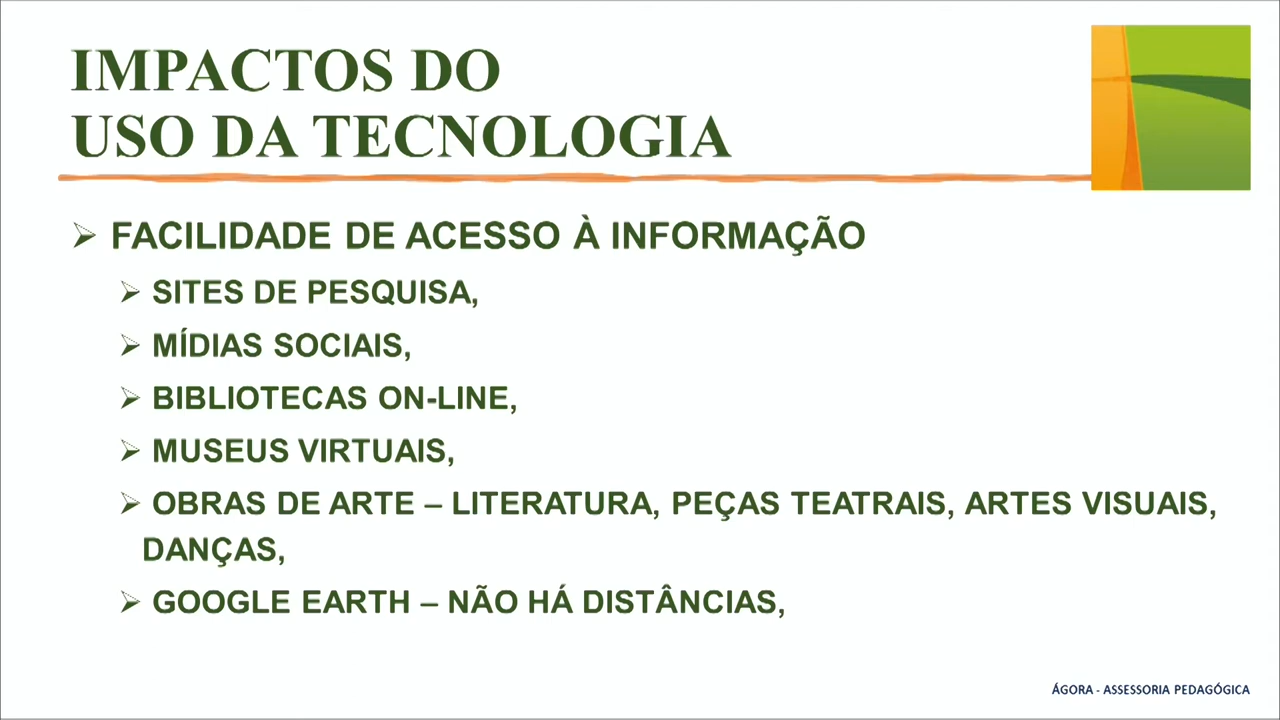 IMPACTOS DO
USO DA TECNOLOGIA
➢ FACILIDADE DE ACESSO À INFORMAÇÃO
➢ SITES DE PESQUISA,
➢ MÍDIAS SOCIAIS,
➢ BIBLIOTECAS ON-LINE,
➢ MUSEUS VIRTUAIS,
➢ OBRAS DE ARTE – LITERATURA, PEÇAS TEATRAIS, ARTES VISUAIS,
DANÇAS,
➢ GOOGLE EARTH – NÃO HÁ DISTÂNCIAS,
ÁGORA - ASSESSORIA PEDAGÓGICA